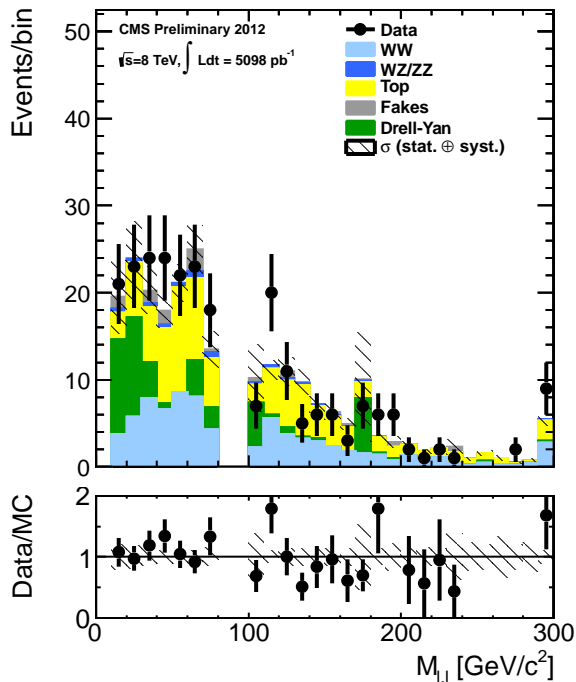 CMS Preliminary 2012
√s=8 TeV, ∫ Ldt = 5098 pb⁻¹
Data
WW
WZ/ZZ
Top
Fakes
Drell-Yan
σ (stat. ⊕ syst.)
Events/bin
50
40
30
20
10
0
Data/MC
2
1
0
0 100 200 300
M_{l,l} [GeV/c²]